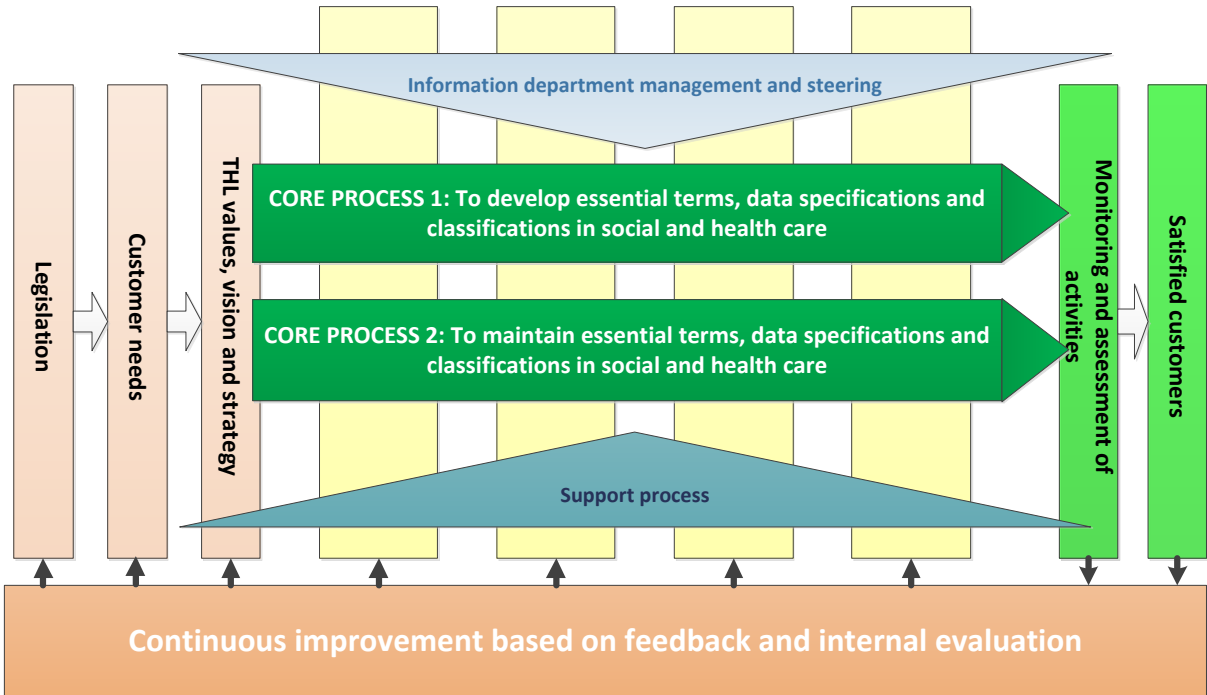 Information department management and steering
Legislation
Customer needs
THL values, vision and strategy
CORE PROCESS 1: To develop essential terms, data specifications and
classifications in social and health care
CORE PROCESS 2: To maintain essential terms, data specifications and
classifications in social and health care
Monitoring and assessment of
activities
Satisfied customers
Support process
Continuous improvement based on feedback and internal evaluation